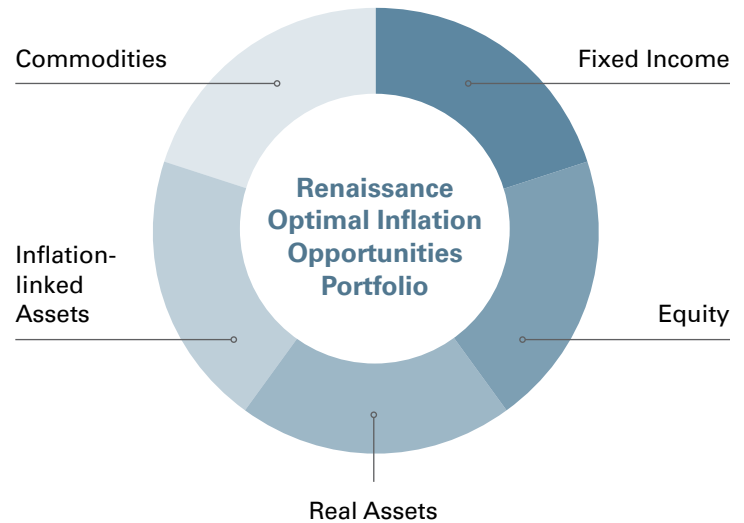 Commodities
Fixed Income
Renaissance
Optimal Inflation
Opportunities
Portfolio
Inflation-
linked
Assets
Equity
Real Assets